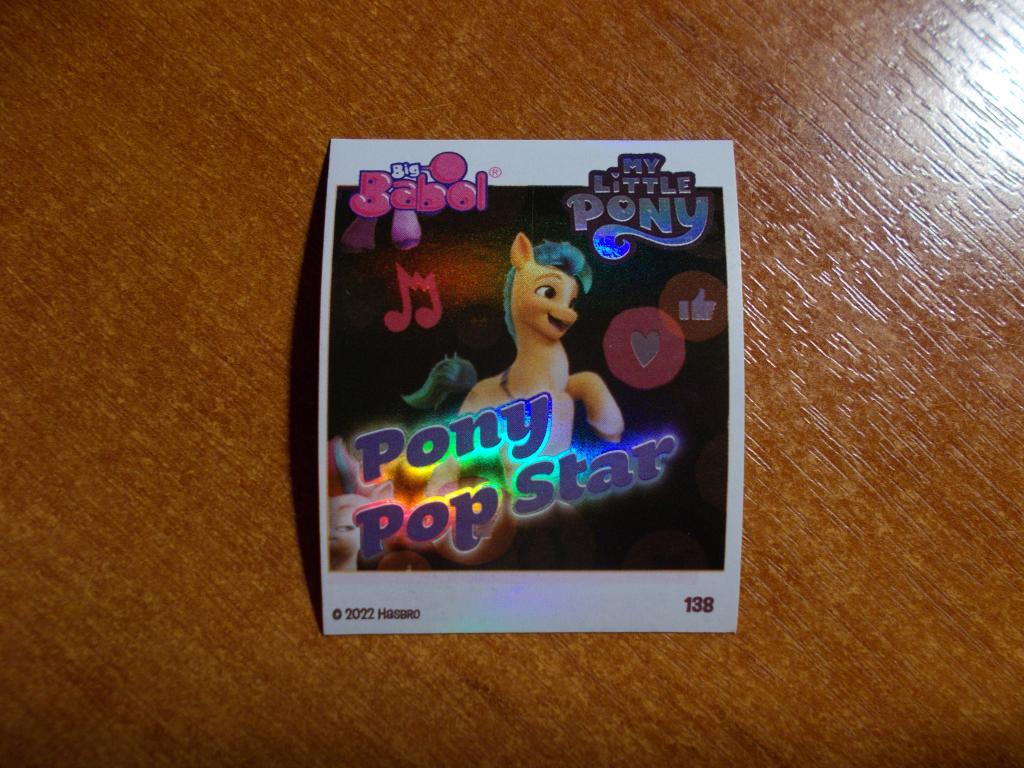 Big
Babol®
MY
LITTLE
PONY
Pony
Pop Star
© 2022 HASBRO
138